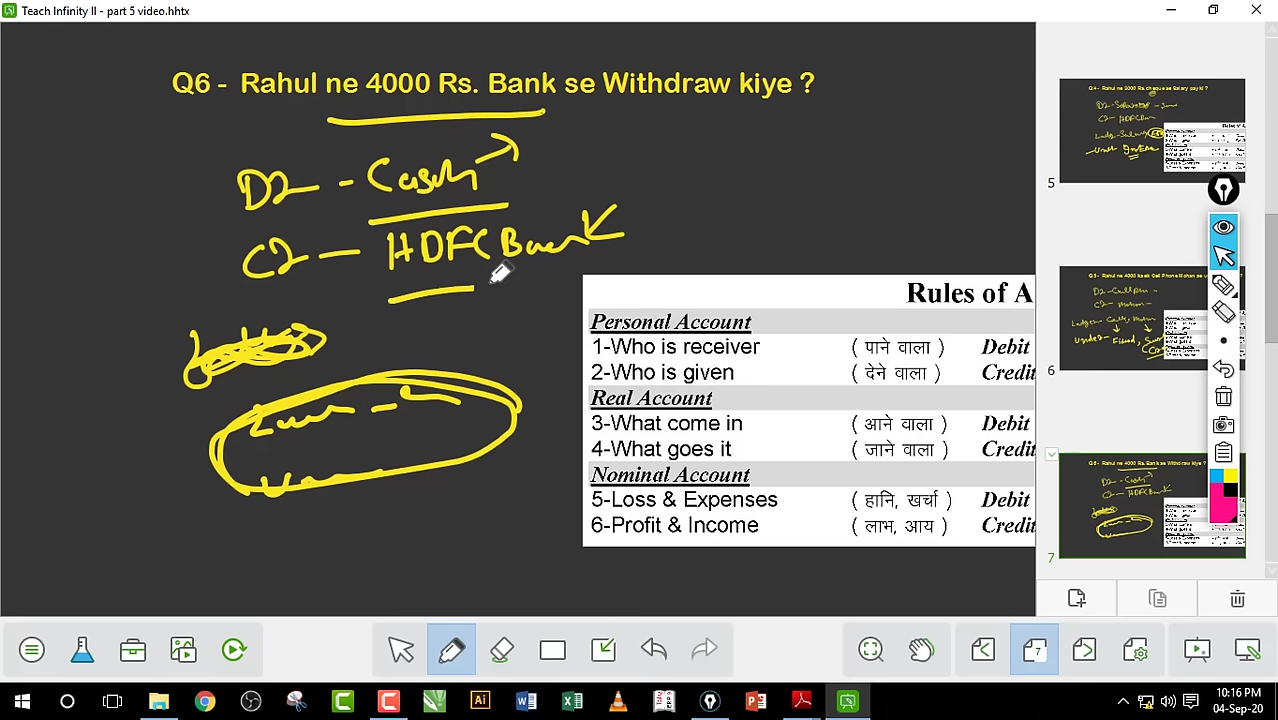 Teach Infinity II - part 5 video.hhtx
Q6 - Rahul ne 4000 Rs. Bank se Withdraw kiye ?
Dr - Cash
Cr - HDFC Bank
Rules of A
Personal Account
1-Who is receiver ( पाने वाला ) Debit
2-Who is given ( देने वाला ) Credit
Real Account
3-What come in ( आने वाला ) Debit
4-What goes it ( जाने वाला ) Credit
Nominal Account
5-Loss & Expenses ( हानि, खर्चा ) Debit
6-Profit & Income ( लाभ, आय ) Credit
5
6
7
7
10:16 PM
04-Sep-20